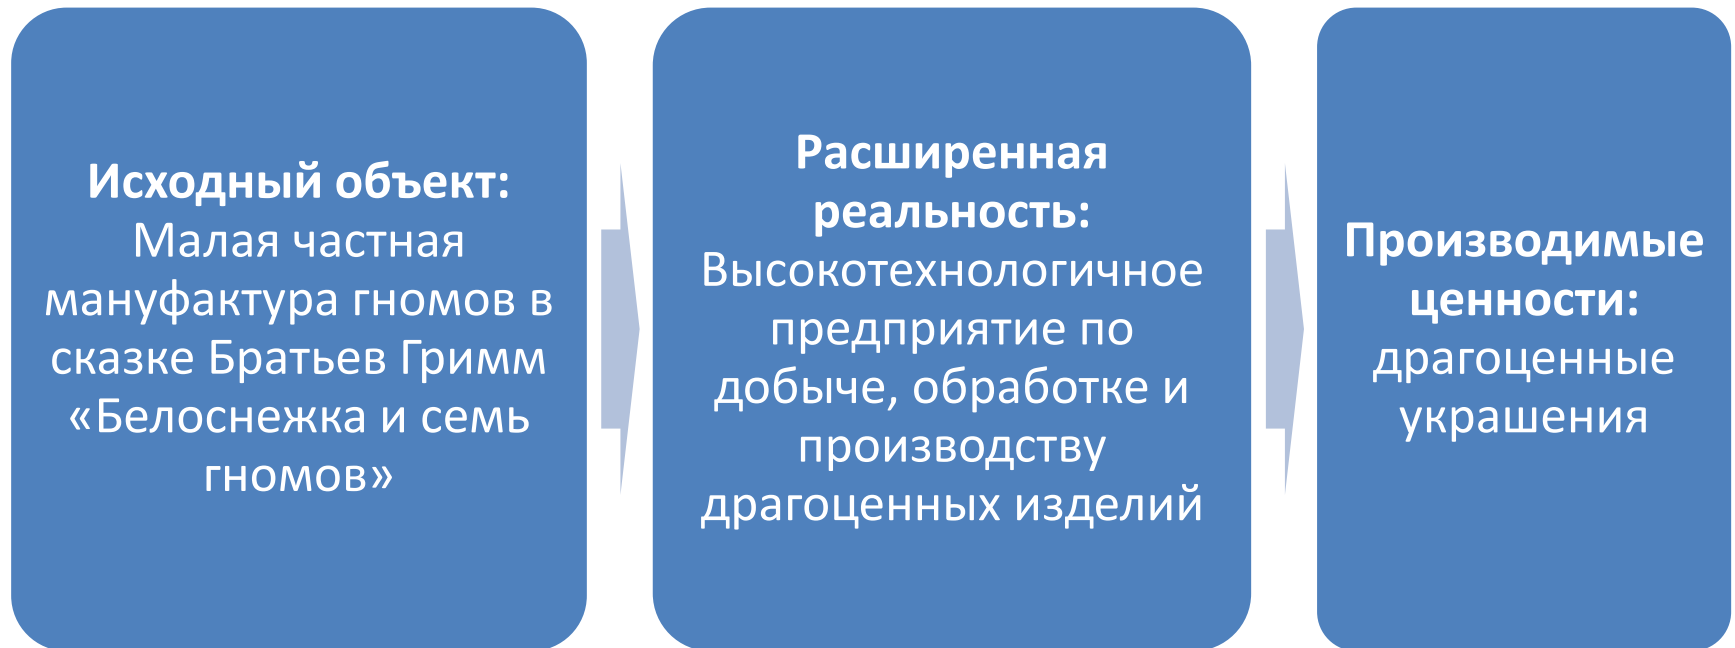 Исходный объект:
Малая частная
мануфактура гномов в
сказке Братьев Гримм
«Белоснежка и семь
гномов»
Расширенная
реальность:
Высокотехнологичное
предприятие по
добыче, обработке и
производству
драгоценных изделий
Производимые
ценности:
драгоценные
украшения